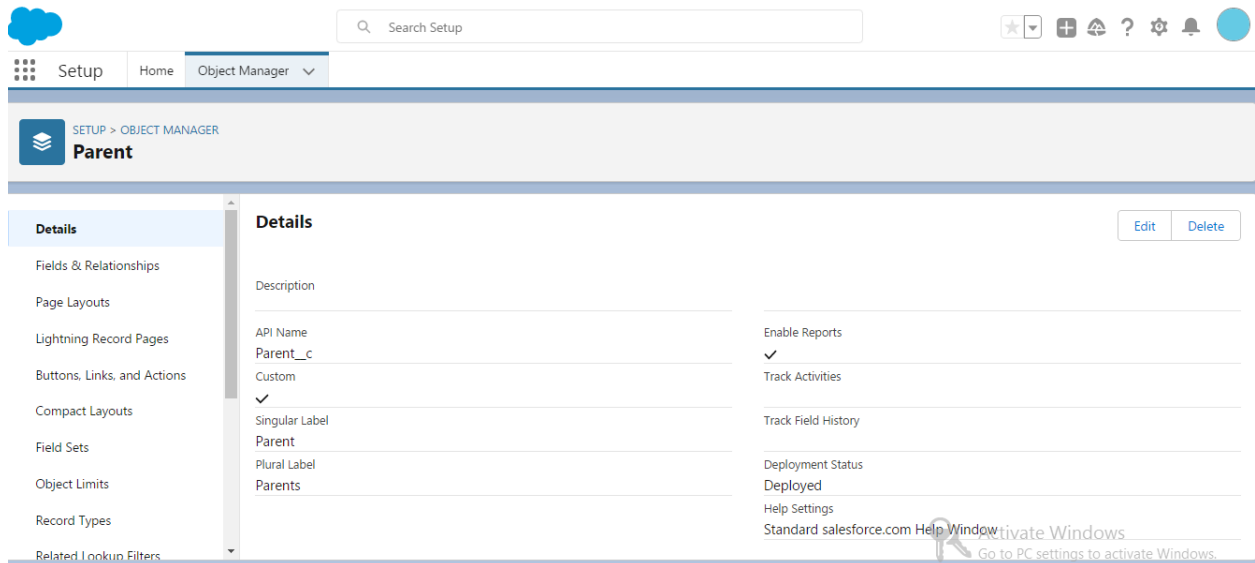 Search Setup
Setup
Home
Object Manager
SETUP > OBJECT MANAGER
Parent
Details
Fields & Relationships
Page Layouts
Lightning Record Pages
Buttons, Links, and Actions
Compact Layouts
Field Sets
Object Limits
Record Types
Related Lookup Filters
Details
Edit
Delete
Description
API Name
Parent__c
Custom
Singular Label
Parent
Plural Label
Parents
Enable Reports
Track Activities
Track Field History
Deployment Status
Deployed
Help Settings
Standard salesforce.com Help Window
Activate Windows
Go to PC settings to activate Windows.